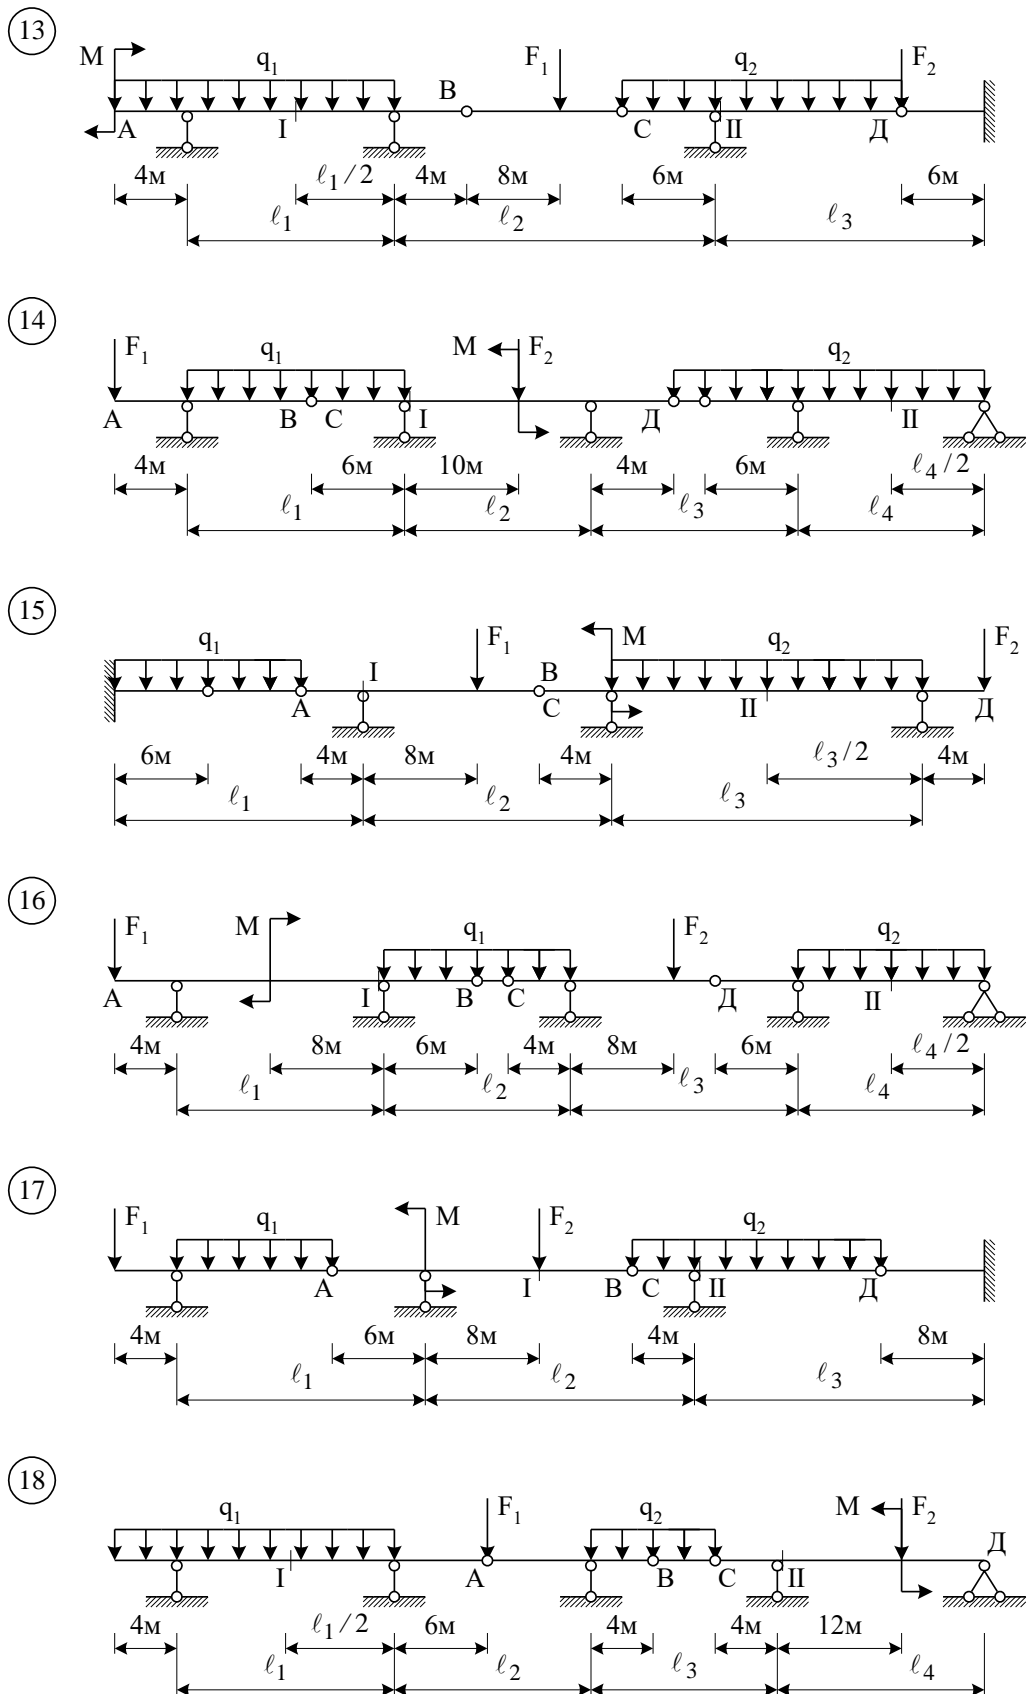 13
M q₁ F₁ q₂ F₂
A I B C II Д
4м ℓ₁/2 4м 8м 6м 6м
ℓ₁ ℓ₂ ℓ₃
14
F₁ q₁ M F₂ q₂
A B C I Д II
4м 6м 10м 4м 6м ℓ₄/2
ℓ₁ ℓ₂ ℓ₃ ℓ₄
15
q₁ I F₁ M q₂ F₂
A B C II Д
6м 4м 8м 4м ℓ₃/2 4м
ℓ₁ ℓ₂ ℓ₃
16
F₁ M q₁ F₂ q₂
A I B C Д II
4м 8м 6м 4м 8м 6м ℓ₄/2
ℓ₁ ℓ₂ ℓ₃ ℓ₄
17
F₁ q₁ M F₂ q₂
A I B C II Д
4м 6м 8м 4м 8м
ℓ₁ ℓ₂ ℓ₃
18
q₁ F₁ q₂ M F₂
I A B C II Д
4м ℓ₁/2 6м 4м 4м 12м
ℓ₁ ℓ₂ ℓ₃ ℓ₄